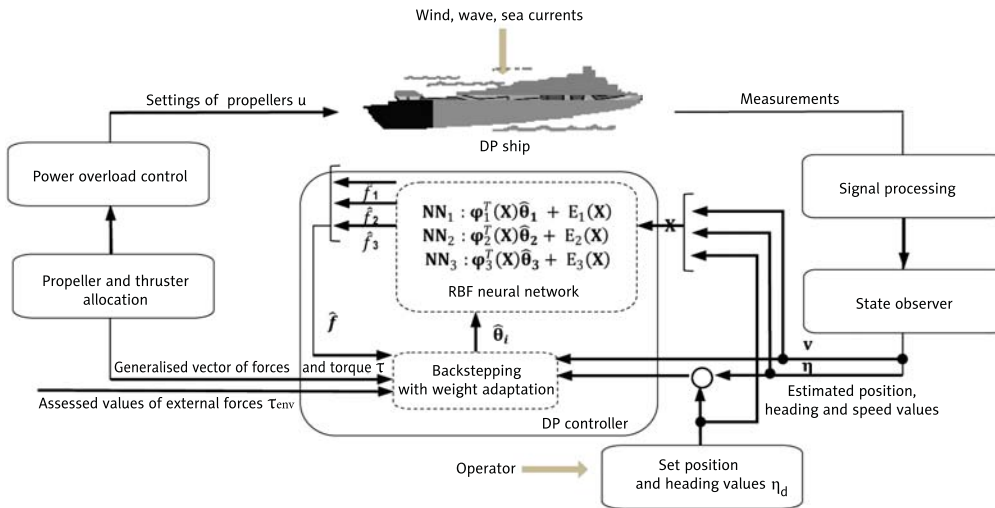 Wind, wave, sea currents
Settings of propellers u
Measurements
DP ship
Power overload control
Signal processing
f̂₁
f̂₂
f̂₃
NN₁ : φ₁ᵀ(X)θ̂₁ + E₁(X)
NN₂ : φ₂ᵀ(X)θ̂₂ + E₂(X)
NN₃ : φ₃ᵀ(X)θ̂₃ + E₃(X)
RBF neural network
X
Propeller and thruster
allocation
State observer
f̂
θ̂ᵢ
v
η
Generalised vector of forces and torque τ
Backstepping
with weight adaptation
Estimated position,
heading and speed values
Assessed values of external forces τenv
DP controller
Operator
Set position
and heading values ηd